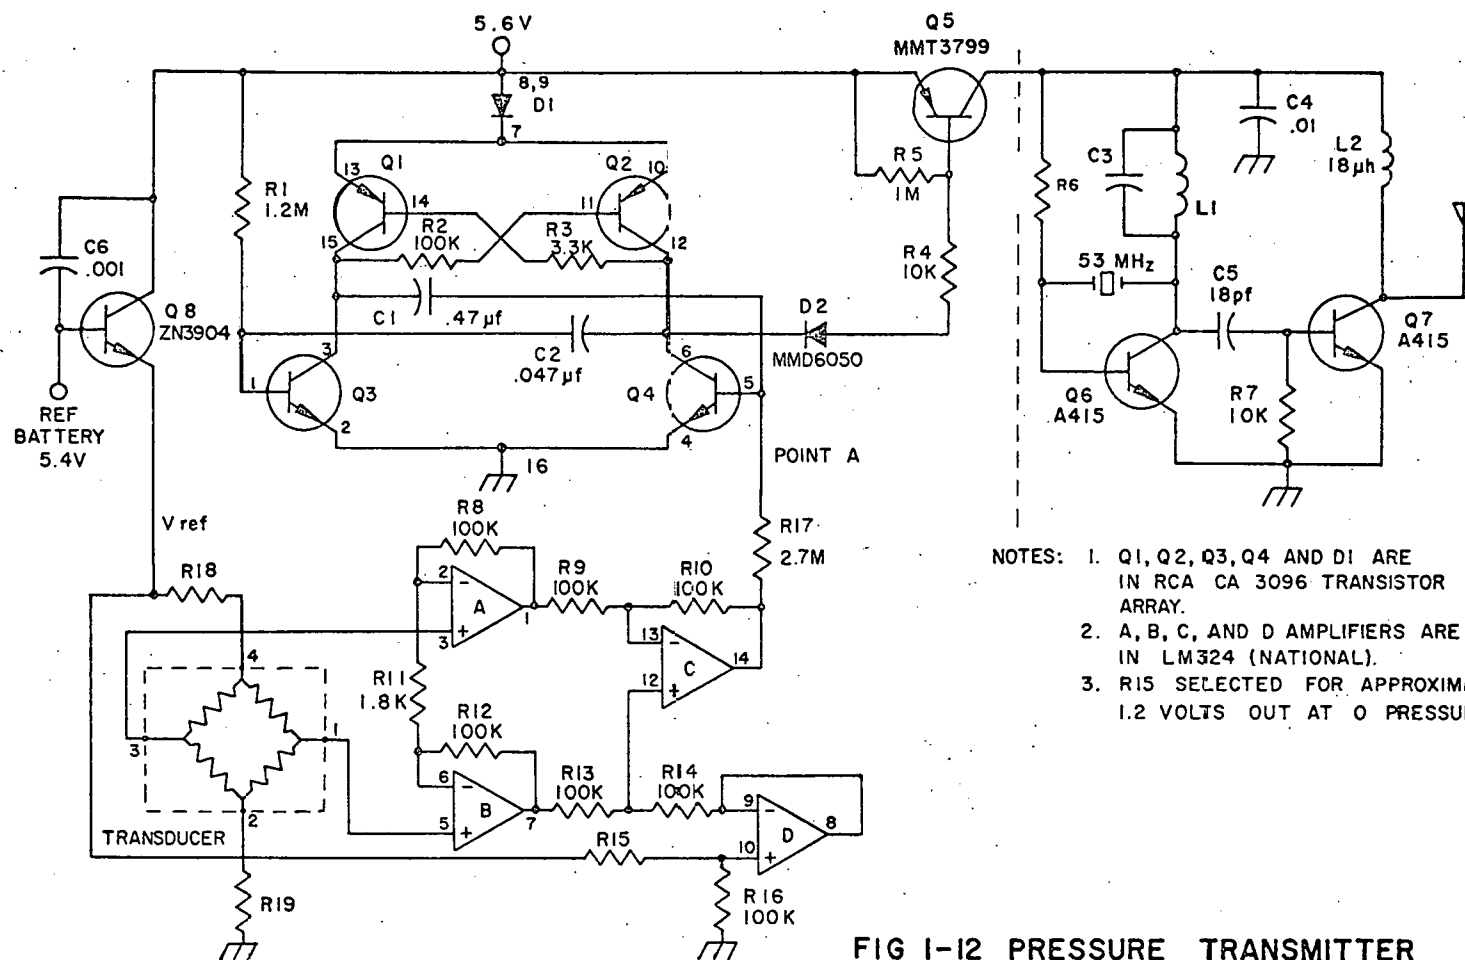 5.6V
Q5
MMT3799
8,9
D1
7
13
Q1
Q2
10
14
11
15
R2
100K
R3
3.3K
12
R1
1.2M
C6
.001
Q8
ZN3904
REF
BATTERY
5.4V
C1
.47µf
C2
.047µf
3
1
Q3
2
6
Q4
5
4
16
D2
MMD6050
R5
1M
R4
10K
R6
C3
L1
C4
.01
L2
18µh
53 MHz
C5
18pf
Q6
A415
R7
10K
Q7
A415
POINT A
V ref
R18
R8
100K
2
-
A
+
3
1
R9
100K
R10
100K
R17
2.7M
13
-
C
12
+
14
R11
1.8K
R12
100K
6
-
B
5
+
7
R13
100K
R14
100K
9
-
D
10
+
8
4
3
1
2
TRANSDUCER
R15
R16
100K
R19
NOTES: 1. Q1, Q2, Q3, Q4 AND D1 ARE
IN RCA CA 3096 TRANSISTOR
ARRAY.
2. A, B, C, AND D AMPLIFIERS ARE
IN LM324 (NATIONAL).
3. R15 SELECTED FOR APPROXIM
1.2 VOLTS OUT AT O PRESSU
FIG 1-12 PRESSURE TRANSMITTER